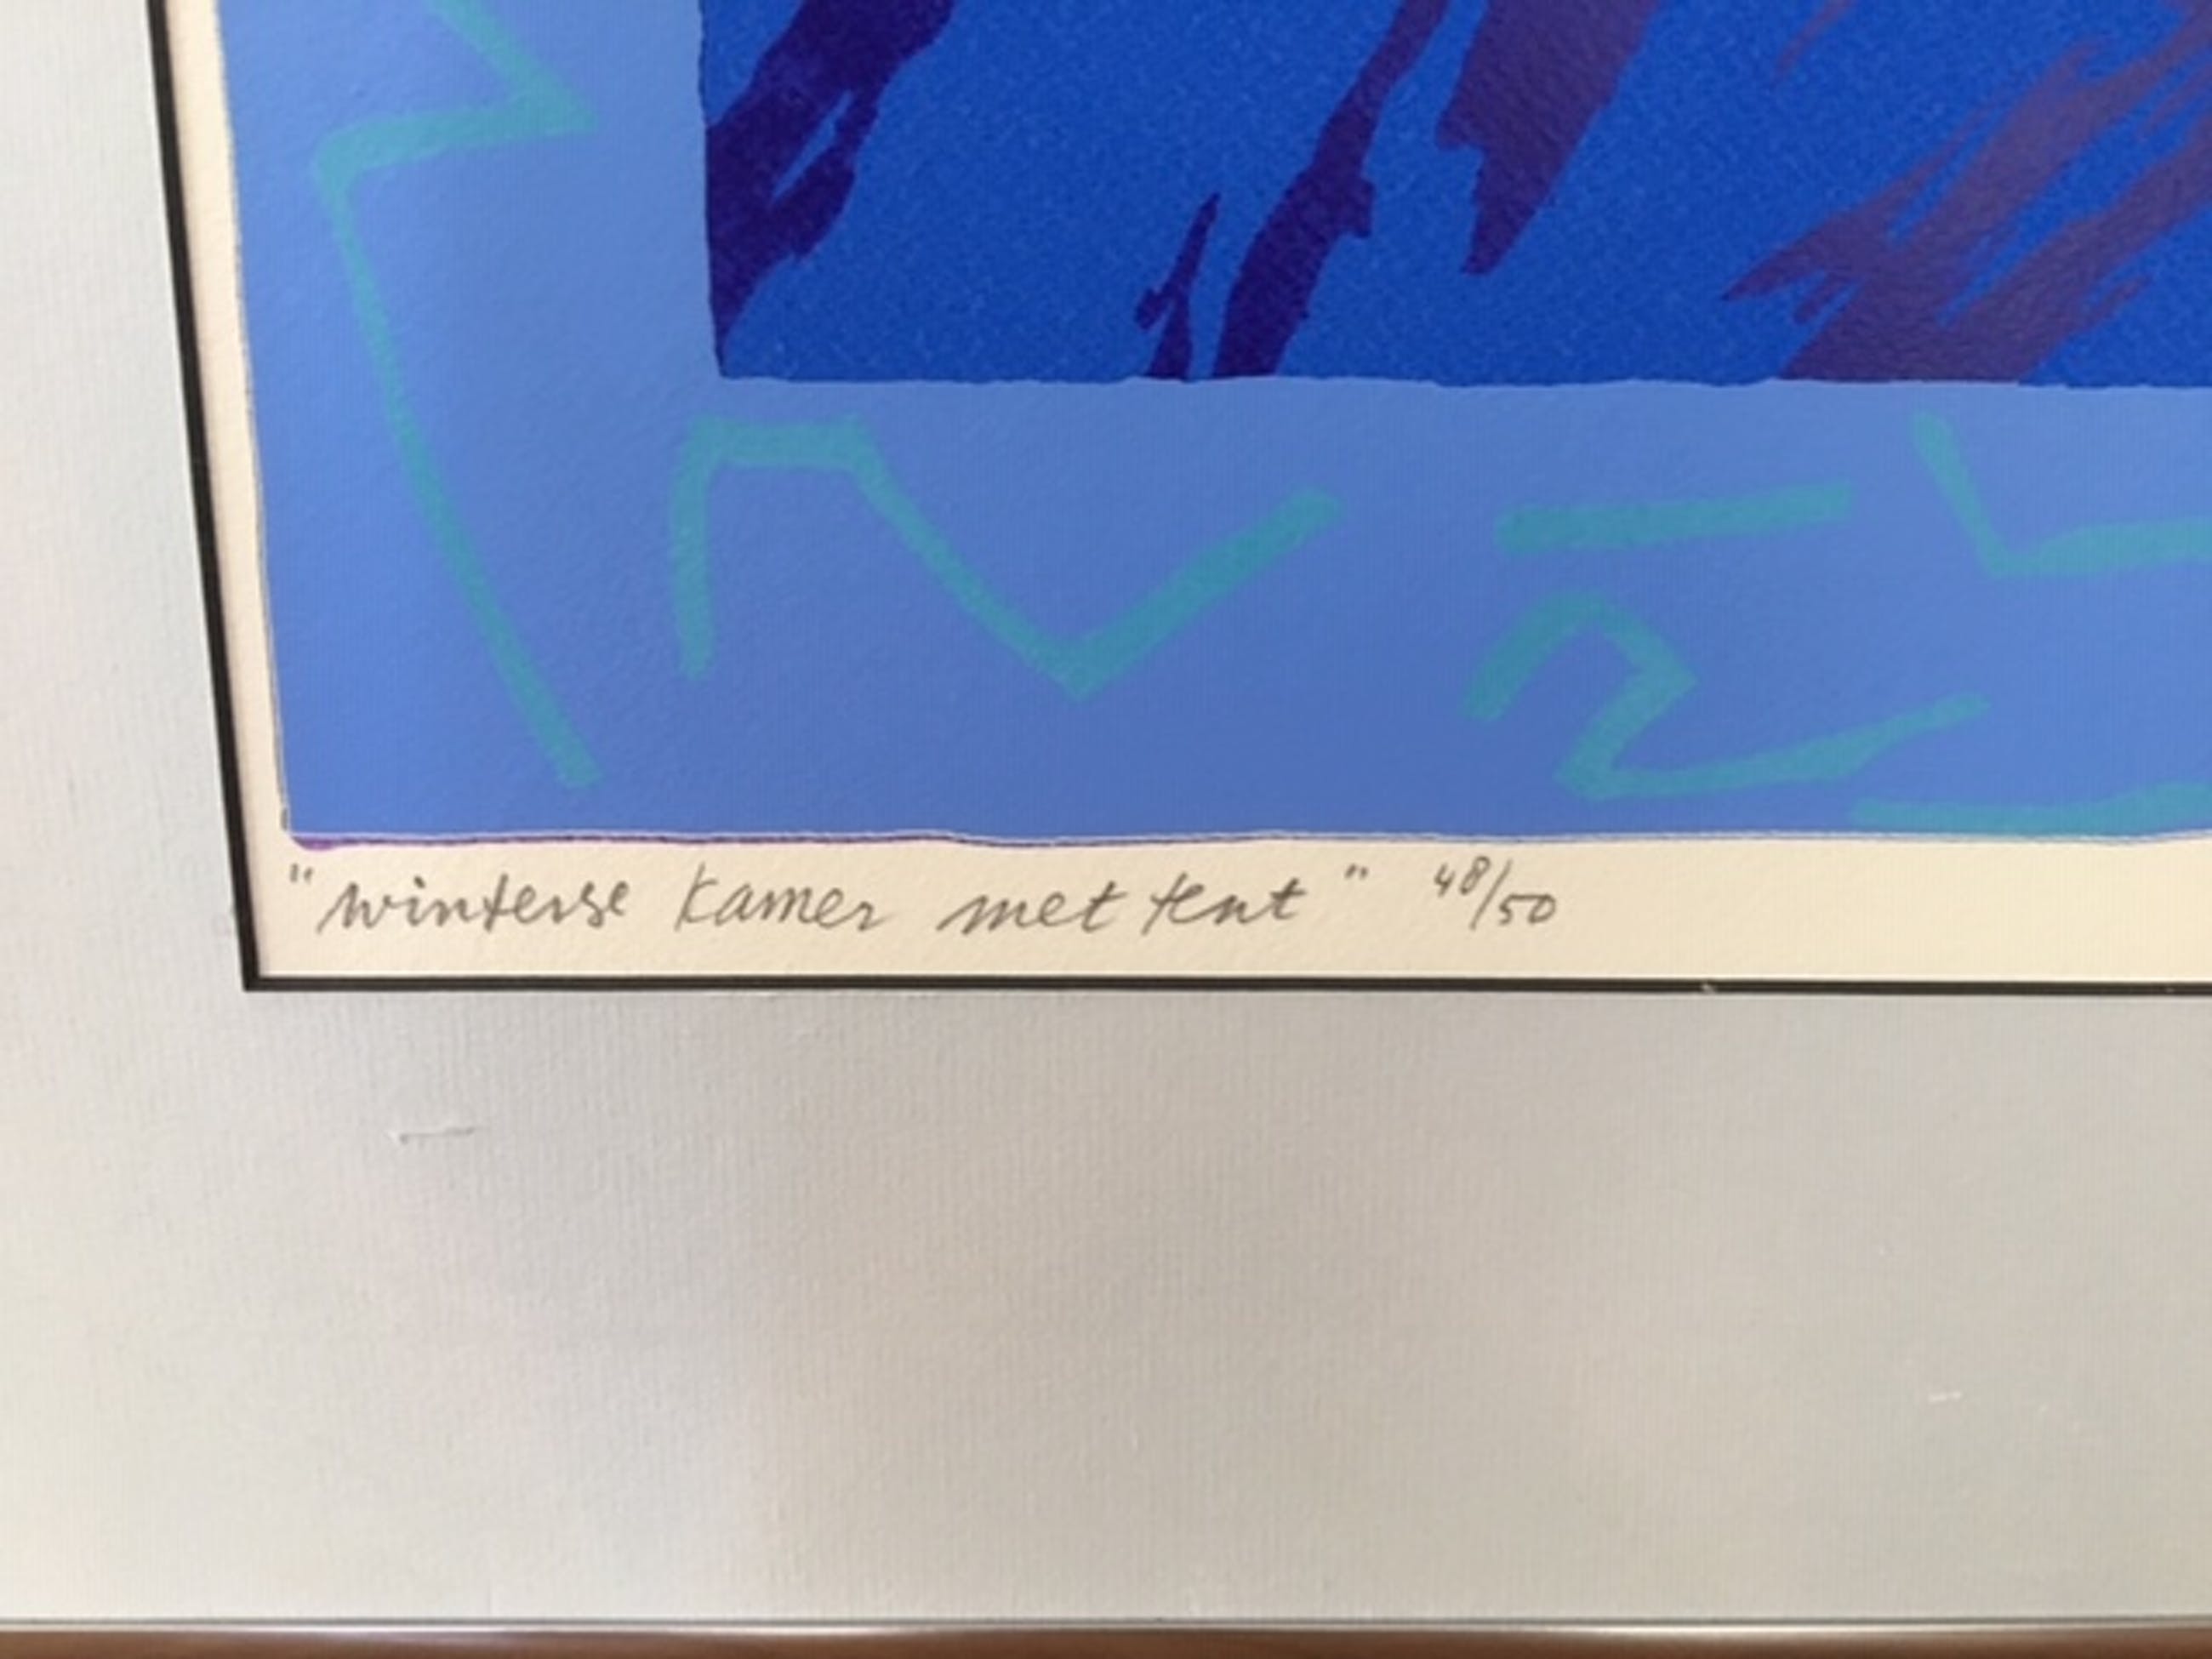 "winterse kamer met tent" 48/50